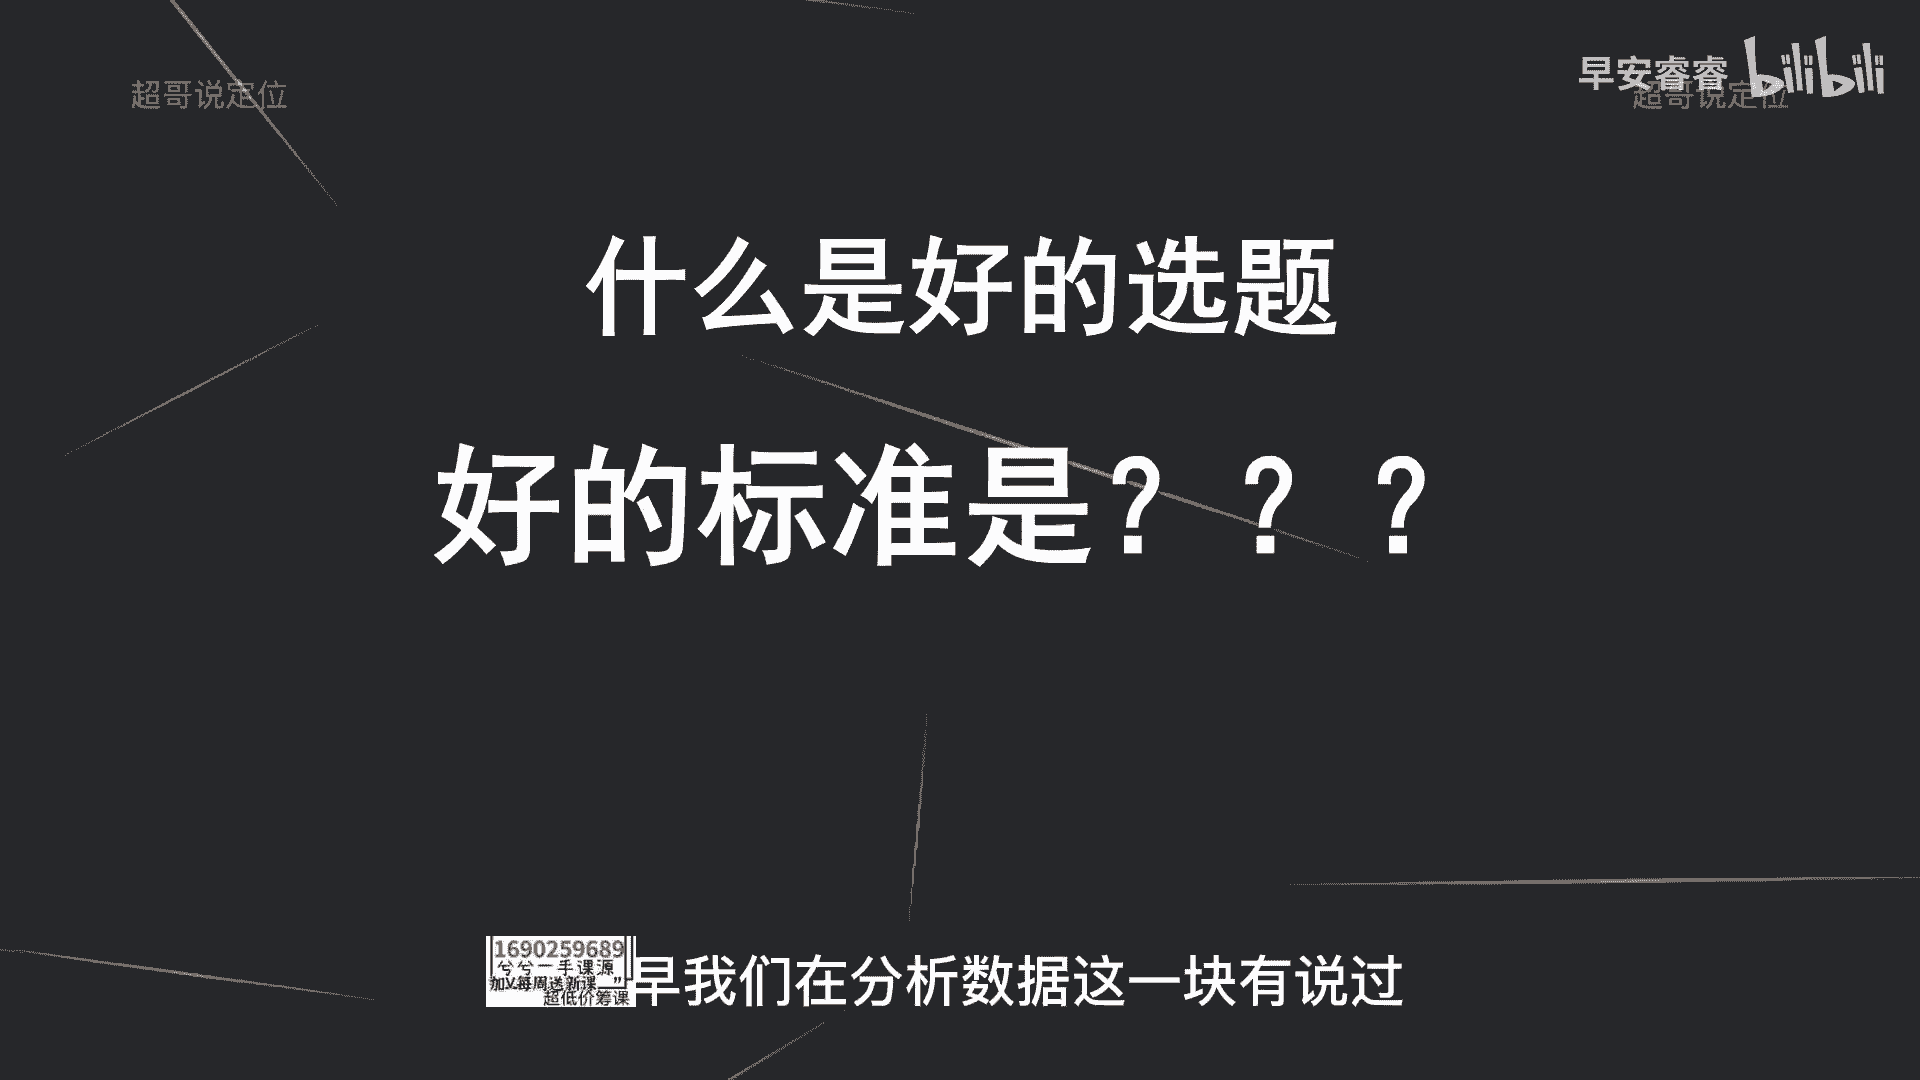 超哥说定位
早安睿睿 bilibili
超哥说定位
什么是好的选题
好的标准是？？？
1690259689
兮兮一手课源
加V每周送新课
超低价筹课
早我们在分析数据这一块有说过